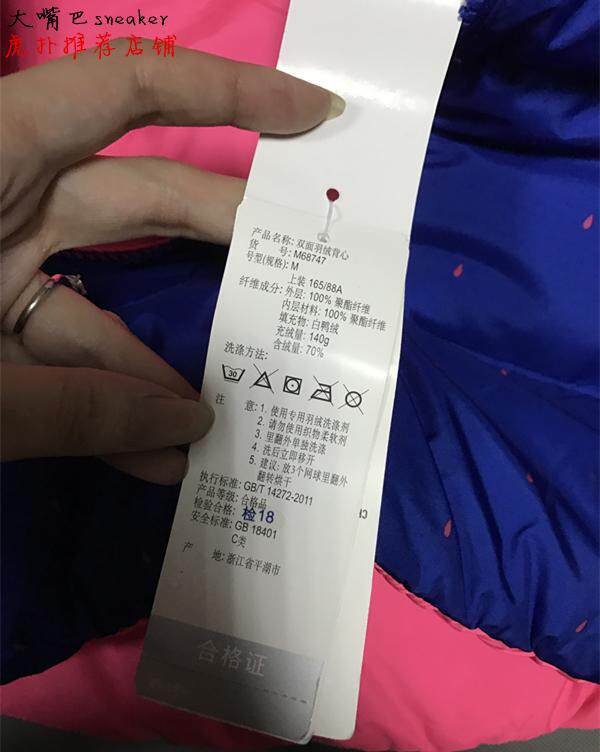 大嘴巴sneaker
虎扑推荐店铺
产品名称: 双面羽绒背心
货 号: M68747
号型(规格): M
上装 165/88A
纤维成分: 外层: 100% 聚酯纤维
内层材料: 100% 聚酯纤维
填充物: 白鸭绒
充绒量: 140g
含绒量: 70%
洗涤方法:
30
注 意: 1. 使用专用羽绒洗涤剂
2. 请勿使用织物柔软剂
3. 里翻外单独洗涤
4. 洗后立即移开
5. 建议: 放3个网球里翻外
翻转烘干
执行标准: GB/T 14272-2011
产品等级: 合格品
检验合格: 检18
安全标准: GB 18401
C类
产 地: 浙江省平湖市
合格证